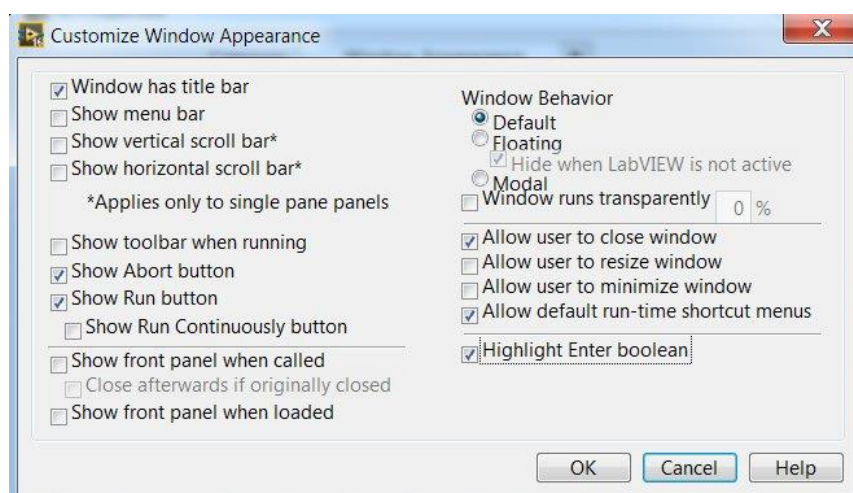 Customize Window Appearance
X
Window has title bar
Show menu bar
Show vertical scroll bar*
Show horizontal scroll bar*
*Applies only to single pane panels
Show toolbar when running
Show Abort button
Show Run button
Show Run Continuously button
Show front panel when called
Close afterwards if originally closed
Show front panel when loaded
Window Behavior
Default
Floating
Hide when LabVIEW is not active
Modal
Window runs transparently 0 %
Allow user to close window
Allow user to resize window
Allow user to minimize window
Allow default run-time shortcut menus
Highlight Enter boolean
OK Cancel Help